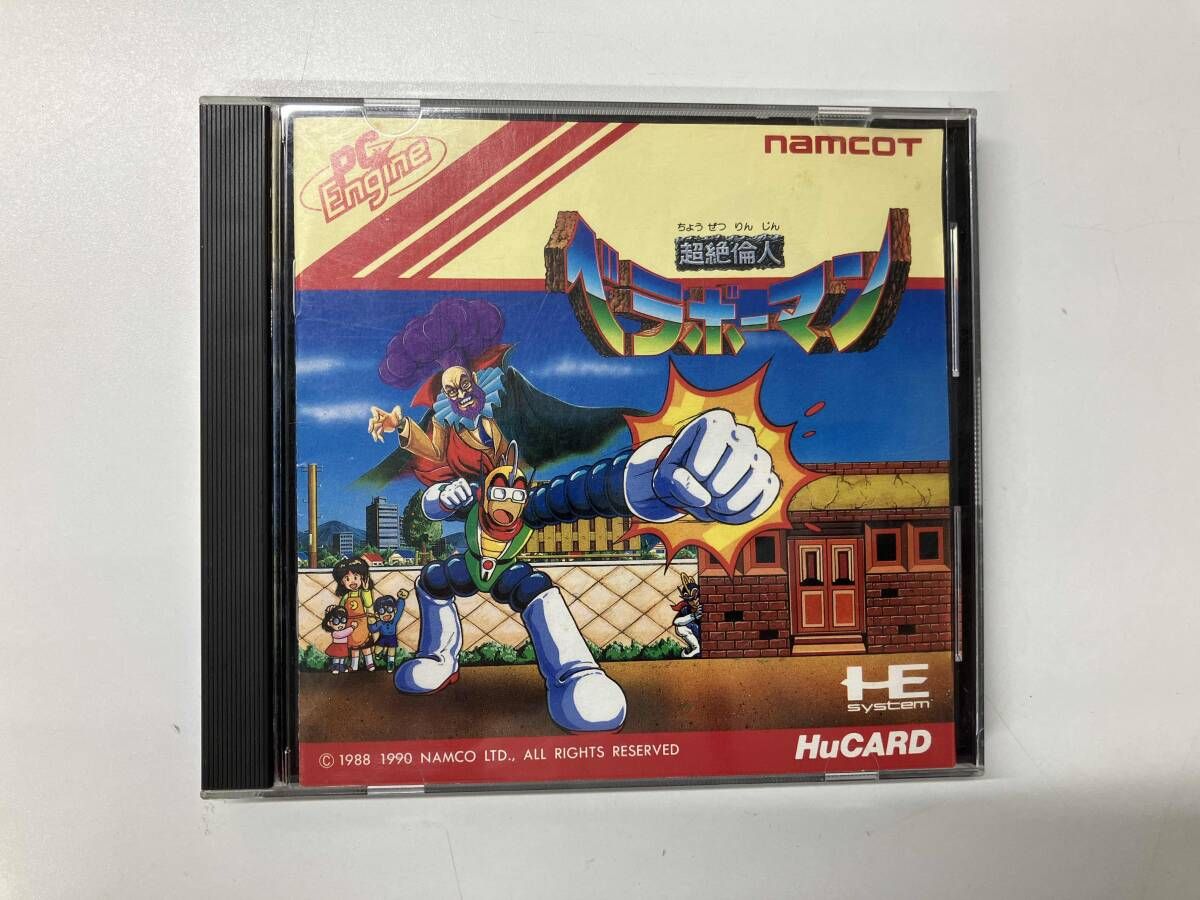 PC
Engine
namcoT
ちょう ぜつ りん じん
超絶倫人
ベラボーマン
HE
system
© 1988 1990 NAMCO LTD., ALL RIGHTS RESERVED
HuCARD